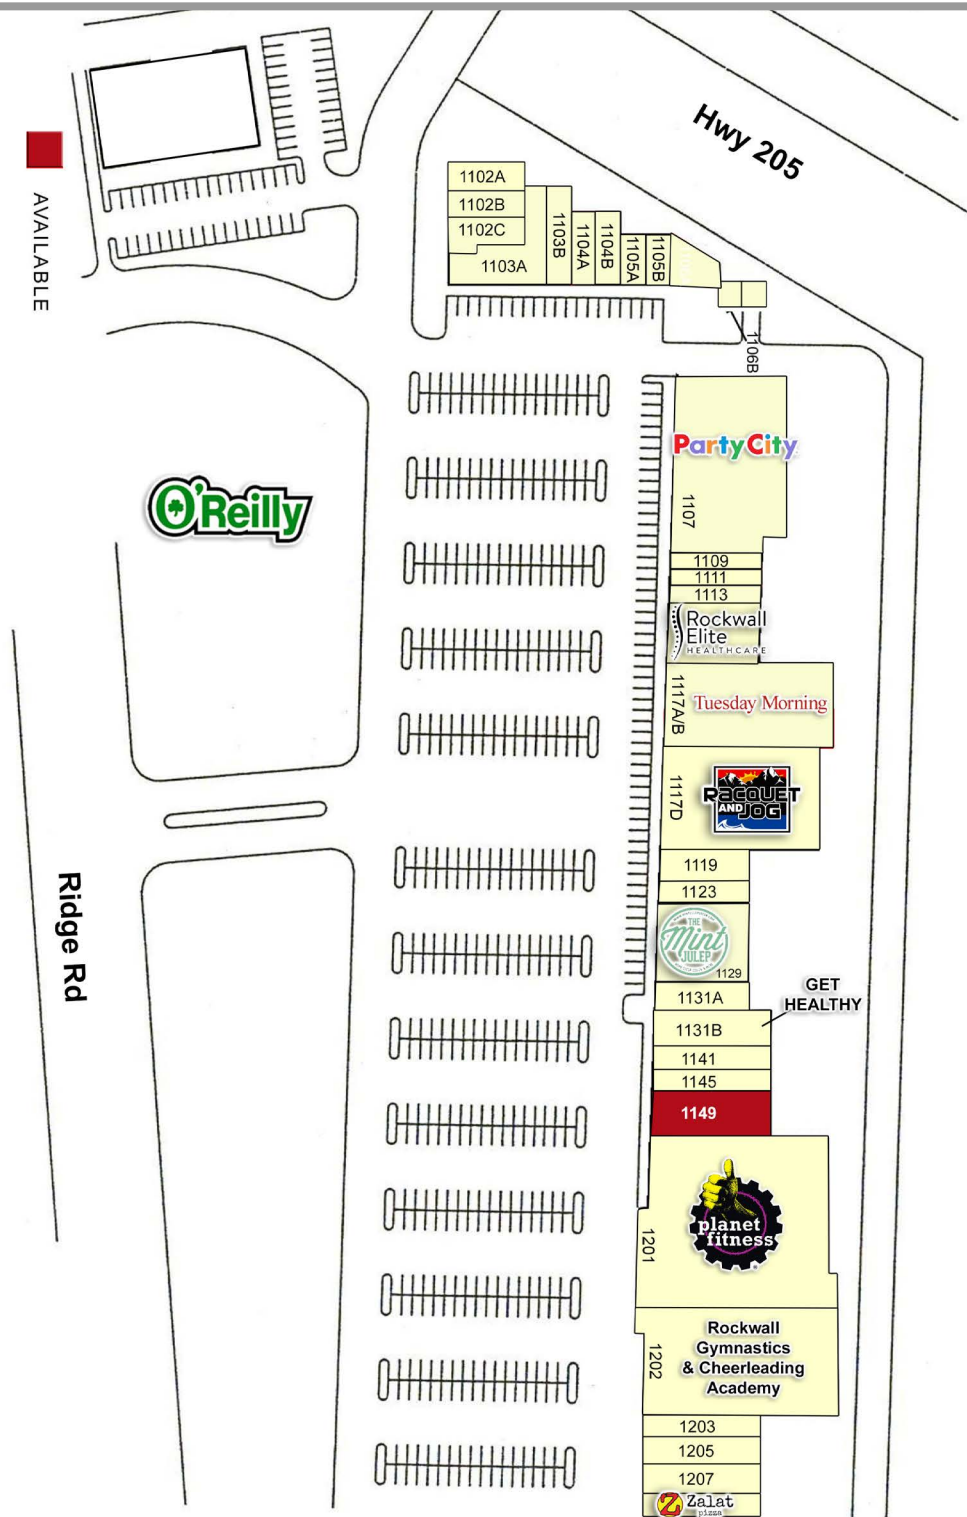 Hwy 205
AVAILABLE
1102A
1102B
1102C
1103A
1103B
1104A
1104B
1105A
1105B
1106B
Party City
1107
O'Reilly
1109
1111
1113
Rockwall
Elite
HEALTHCARE
1117A/B
Tuesday Morning
1117D
RACQUET
AND JOG
1119
1123
THE
Mint
JULEP
1129
1131A
GET
HEALTHY
1131B
1141
1145
1149
Ridge Rd
planet
fitness
1201
Rockwall
Gymnastics
& Cheerleading
Academy
1202
1203
1205
1207
Z Zalat
pizza